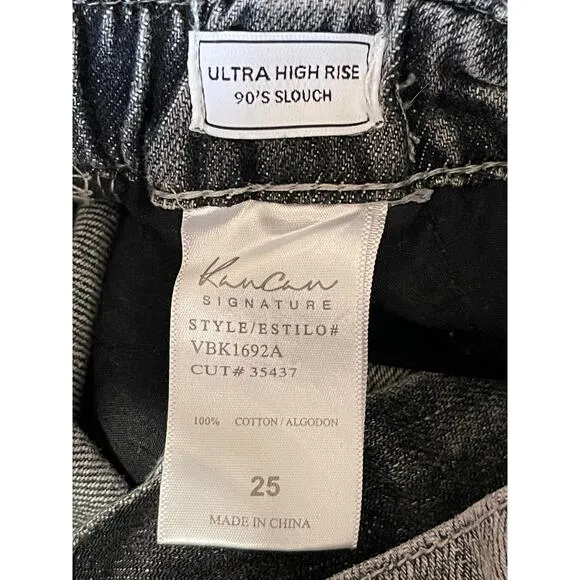 ULTRA HIGH RISE
90'S SLOUCH
KanCan
SIGNATURE
STYLE/ESTILO#
VBK1692A
CUT# 35437
100% COTTON/ALGODON
25
MADE IN CHINA